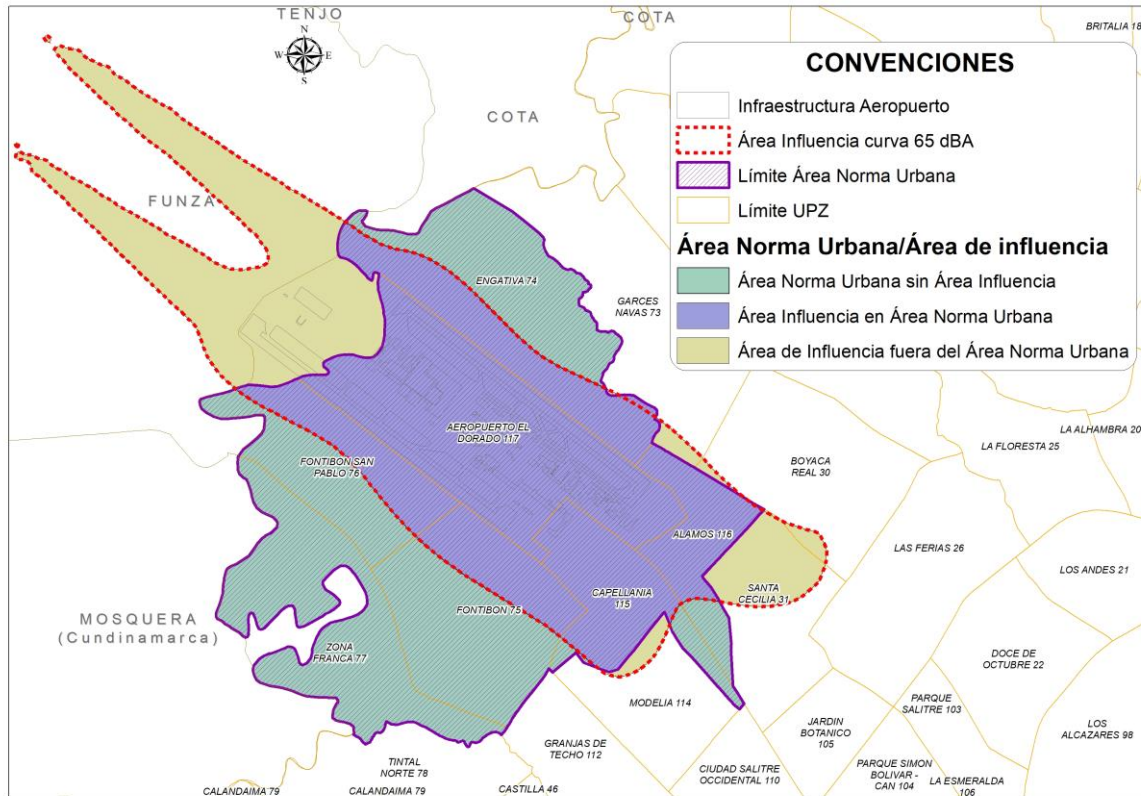 TENJO
COTA
BRITALIA 18
N
W E
S
CONVENCIONES
Infraestructura Aeropuerto
Área Influencia curva 65 dBA
Límite Área Norma Urbana
Límite UPZ
Área Norma Urbana/Área de influencia
Área Norma Urbana sin Área Influencia
Área Influencia en Área Norma Urbana
Área de Influencia fuera del Área Norma Urbana
COTA
FUNZA
ENGATIVA 74
GARCES
NAVAS 73
AEROPUERTO EL
DORADO 117
FONTIBON SAN
PABLO 76
BOYACA
REAL 30
LA FLORESTA 25
LA ALHAMBRA 20
ALAMOS 116
LAS FERIAS 26
LOS ANDES 21
CAPELLANIA
115
SANTA
CECILIA 31
FONTIBON 75
MOSQUERA
(Cundinamarca)
ZONA
FRANCA 77
DOCE DE
OCTUBRE 22
MODELIA 114
PARQUE
SALITRE 103
JARDIN
BOTANICO
105
LOS
ALCAZARES 98
GRANJAS DE
TECHO 112
TINTAL
NORTE 78
CIUDAD SALITRE
OCCIDENTAL 110
PARQUE SIMON
BOLIVAR -
CAN 104
LA ESMERALDA
106
CALANDAIMA 79
CALANDAIMA 79
CASTILLA 46